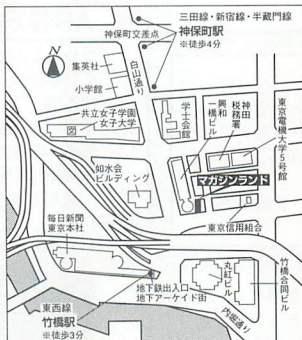 三田線・新宿線・半蔵門線
神保町駅
※徒歩4分
神保町交差点
白山通り
集英社
小学館
N
共立女子学園
女子大学
図
学士会館
興和
一橋ビル
神田
税務署
東京電機大学5号館
如水会
ビルディング
マガジンランド
毎日新聞
東京本社
東京信用組合
丸紅ビル
竹橋合同ビル
地下鉄出入口
地下アーケイド街
内堀通り
東西線
竹橋駅
※徒歩3分